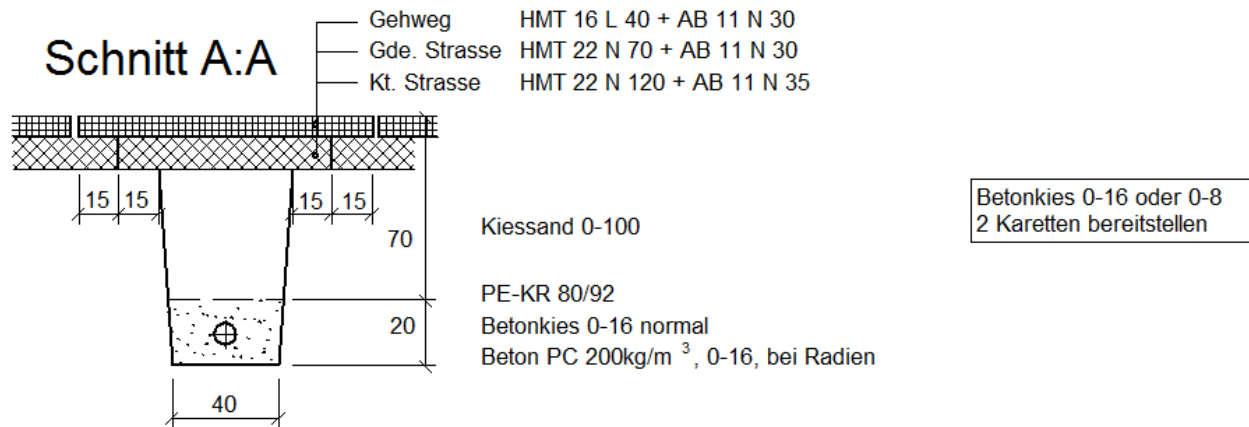 Schnitt A:A
Gehweg HMT 16 L 40 + AB 11 N 30
Gde. Strasse HMT 22 N 70 + AB 11 N 30
Kt. Strasse HMT 22 N 120 + AB 11 N 35
15 15 15 15
70
Kiessand 0-100
Betonkies 0-16 oder 0-8
2 Karetten bereitstellen
PE-KR 80/92
20
Betonkies 0-16 normal
Beton PC 200kg/m ³ , 0-16, bei Radien
40